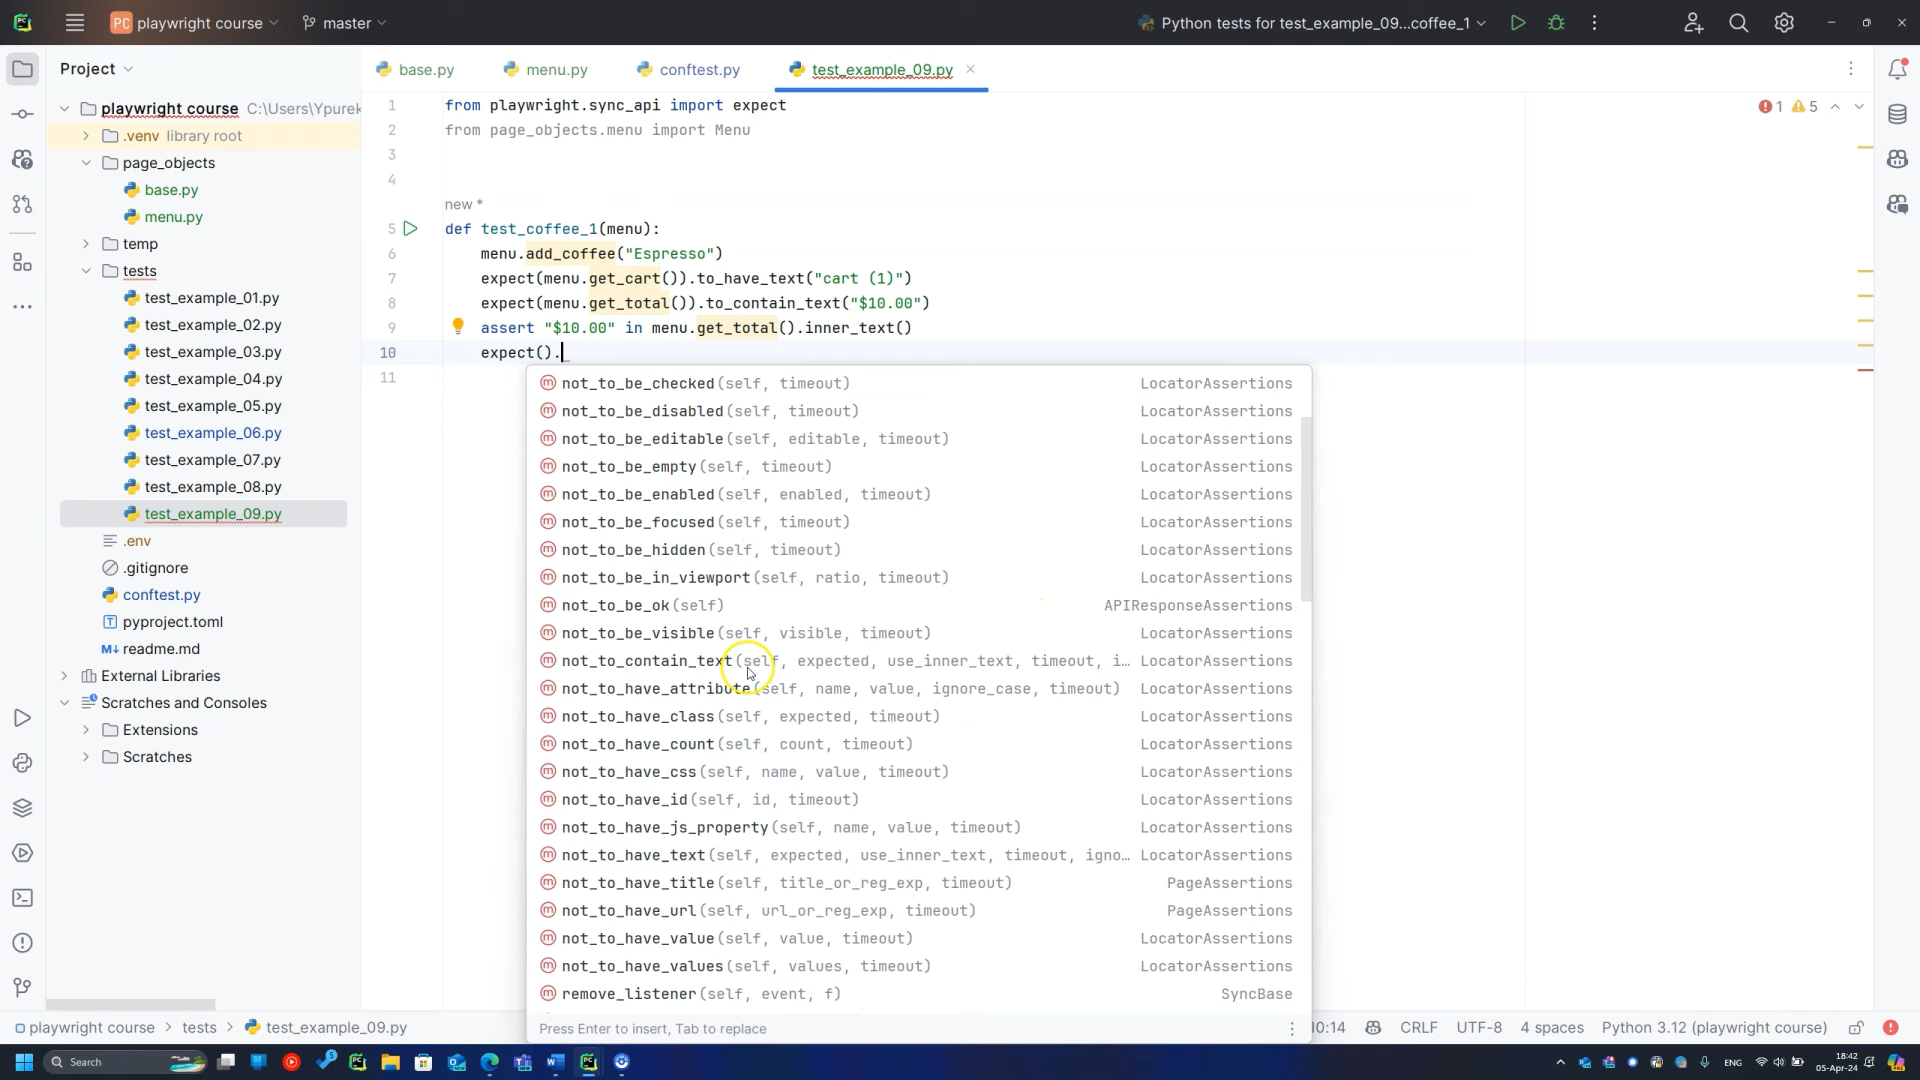 PC playwright course
master
Python tests for test_example_09...coffee_1
Project
base.py
menu.py
conftest.py
test_example_09.py
playwright course C:\Users\Ypurek
.venv library root
page_objects
base.py
menu.py
temp
tests
test_example_01.py
test_example_02.py
test_example_03.py
test_example_04.py
test_example_05.py
test_example_06.py
test_example_07.py
test_example_08.py
test_example_09.py
.env
.gitignore
conftest.py
pyproject.toml
readme.md
External Libraries
Scratches and Consoles
Extensions
Scratches
1 5
1 from playwright.sync_api import expect
2 from page_objects.menu import Menu
3
4
new *
5 def test_coffee_1(menu):
6 menu.add_coffee("Espresso")
7 expect(menu.get_cart()).to_have_text("cart (1)")
8 expect(menu.get_total()).to_contain_text("$10.00")
9 assert "$10.00" in menu.get_total().inner_text()
10 expect().
11
not_to_be_checked(self, timeout) LocatorAssertions
not_to_be_disabled(self, timeout) LocatorAssertions
not_to_be_editable(self, editable, timeout) LocatorAssertions
not_to_be_empty(self, timeout) LocatorAssertions
not_to_be_enabled(self, enabled, timeout) LocatorAssertions
not_to_be_focused(self, timeout) LocatorAssertions
not_to_be_hidden(self, timeout) LocatorAssertions
not_to_be_in_viewport(self, ratio, timeout) LocatorAssertions
not_to_be_ok(self) APIResponseAssertions
not_to_be_visible(self, visible, timeout) LocatorAssertions
not_to_contain_text(self, expected, use_inner_text, timeout, i... LocatorAssertions
not_to_have_attribute(self, name, value, ignore_case, timeout) LocatorAssertions
not_to_have_class(self, expected, timeout) LocatorAssertions
not_to_have_count(self, count, timeout) LocatorAssertions
not_to_have_css(self, name, value, timeout) LocatorAssertions
not_to_have_id(self, id, timeout) LocatorAssertions
not_to_have_js_property(self, name, value, timeout) LocatorAssertions
not_to_have_text(self, expected, use_inner_text, timeout, igno... LocatorAssertions
not_to_have_title(self, title_or_reg_exp, timeout) PageAssertions
not_to_have_url(self, url_or_reg_exp, timeout) PageAssertions
not_to_have_value(self, value, timeout) LocatorAssertions
not_to_have_values(self, values, timeout) LocatorAssertions
remove_listener(self, event, f) SyncBase
Press Enter to insert, Tab to replace
playwright course > tests > test_example_09.py
10:14 CRLF UTF-8 4 spaces Python 3.12 (playwright course)
Search
ENG
18:42
05-Apr-24